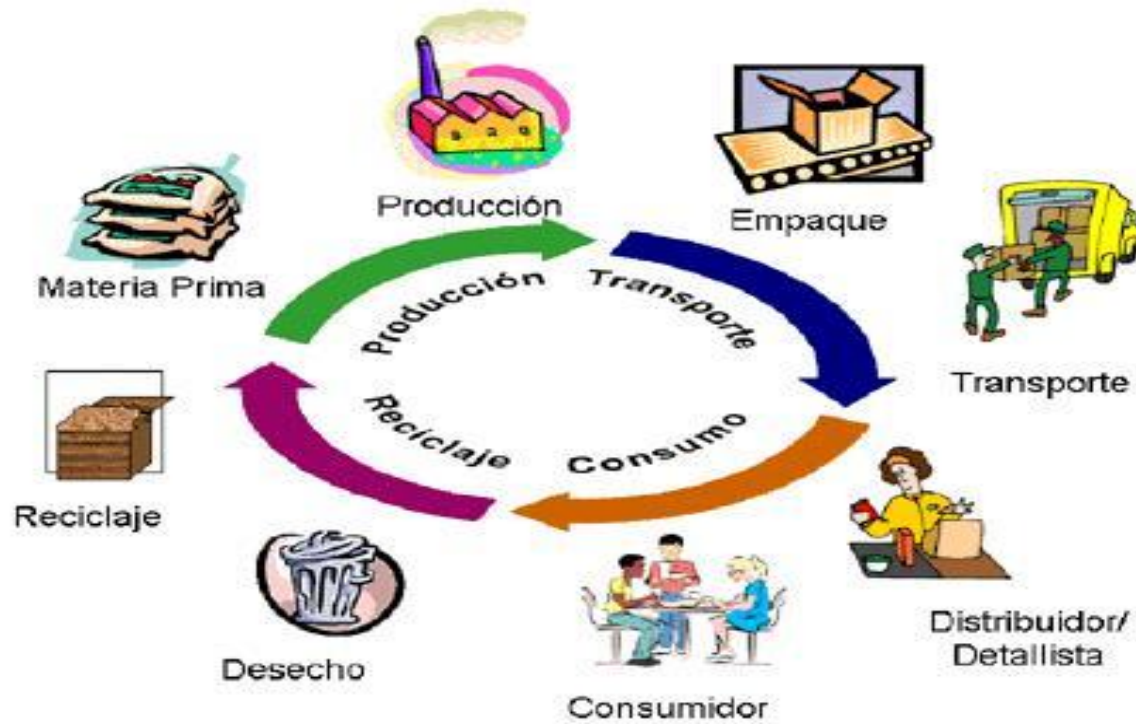 Producción
Empaque
Materia Prima
Transporte
Producción
Transporte
Reciclaje
Consumo
Reciclaje
Distribuidor/
Detallista
Desecho
Consumidor